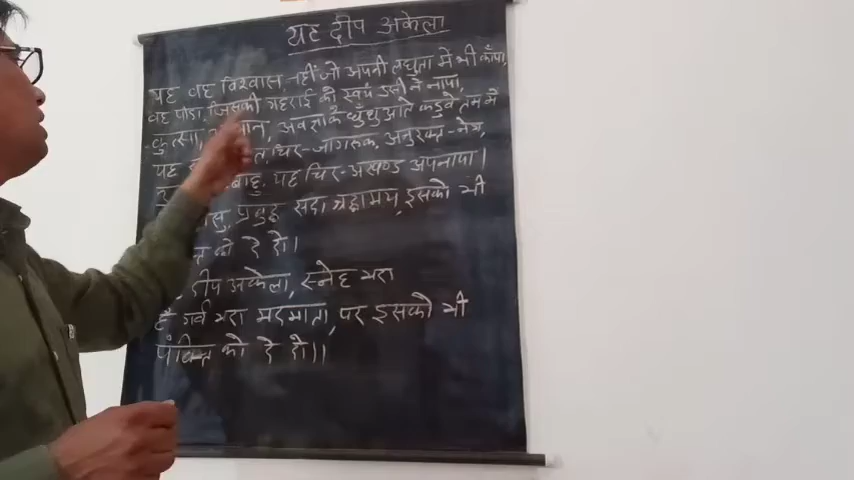 यह दीप अकेला
यह वह विश्वास, नहीं जो अपनी लघुता में भी काँपा,
वह पीड़ा, जिसकी गहराई को स्वयं उसी ने नापा,
कुत्सा, अवज्ञा के धुँधुआते कड़ुवे तम में
यह चिर-जागरूक, अनुरक्त-नेत्र,
बाहु, यह चिर-अखण्ड अपनापा।
प्रबुद्ध सदा श्रद्धामय, इसको भी
को दे दो।
दीप अकेला, स्नेह भरा
है गर्व भरा मदमाता, पर इसको भी
पंक्ति को दे दो।।